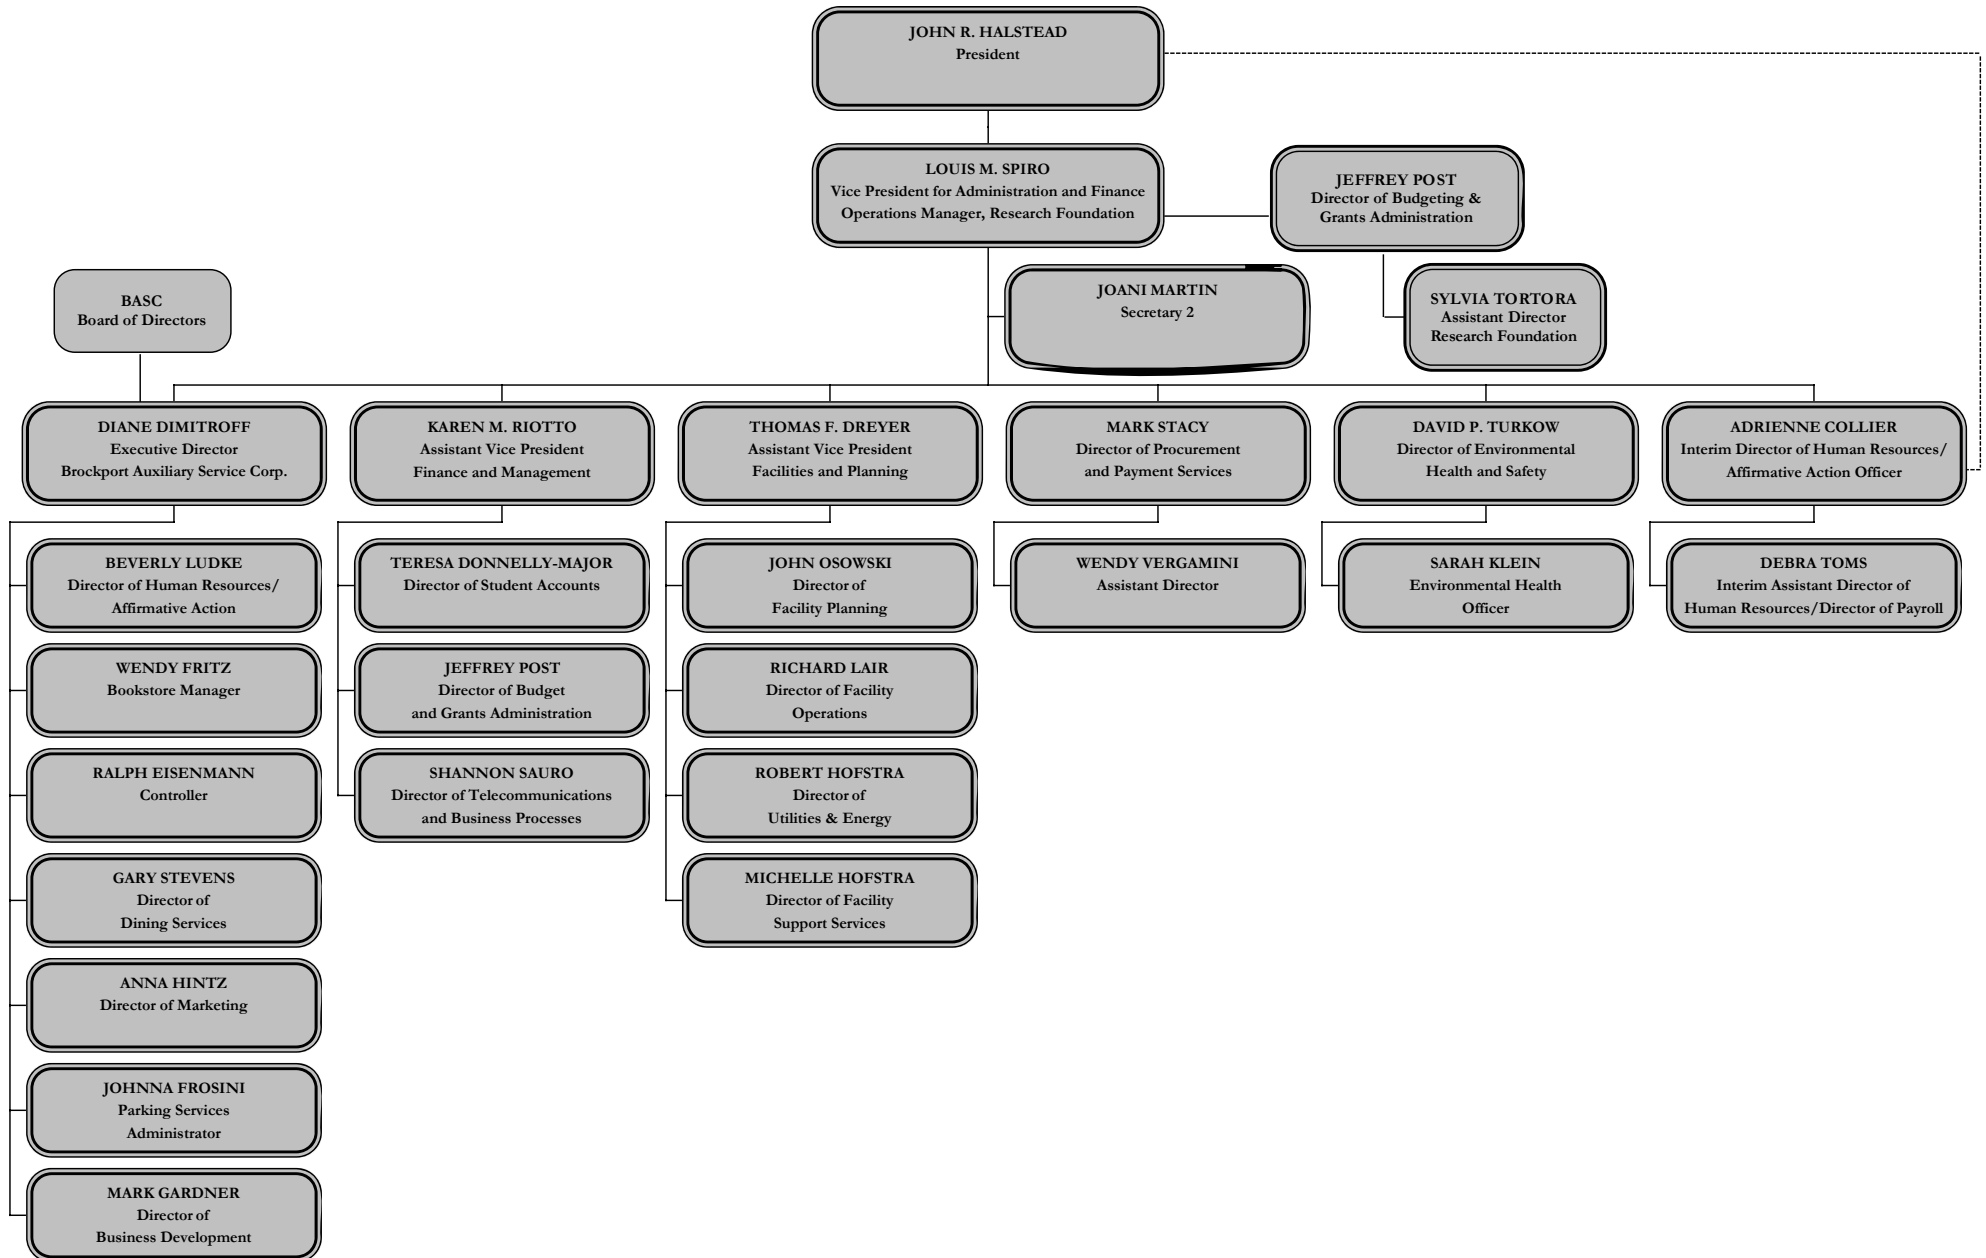 JOHN R. HALSTEAD
President
LOUIS M. SPIRO
Vice President for Administration and Finance
Operations Manager, Research Foundation
JEFFREY POST
Director of Budgeting &
Grants Administration
JOANI MARTIN
Secretary 2
SYLVIA TORTORA
Assistant Director
Research Foundation
BASC
Board of Directors
DIANE DIMITROFF
Executive Director
Brockport Auxiliary Service Corp.
KAREN M. RIOTTO
Assistant Vice President
Finance and Management
THOMAS F. DREYER
Assistant Vice President
Facilities and Planning
MARK STACY
Director of Procurement
and Payment Services
DAVID P. TURKOW
Director of Environmental
Health and Safety
ADRIENNE COLLIER
Interim Director of Human Resources/
Affirmative Action Officer
BEVERLY LUDKE
Director of Human Resources/
Affirmative Action
WENDY FRITZ
Bookstore Manager
RALPH EISENMANN
Controller
GARY STEVENS
Director of
Dining Services
ANNA HINTZ
Director of Marketing
JOHNNA FROSINI
Parking Services
Administrator
MARK GARDNER
Director of
Business Development
TERESA DONNELLY-MAJOR
Director of Student Accounts
JEFFREY POST
Director of Budget
and Grants Administration
SHANNON SAURO
Director of Telecommunications
and Business Processes
JOHN OSOWSKI
Director of
Facility Planning
RICHARD LAIR
Director of Facility
Operations
ROBERT HOFSTRA
Director of
Utilities & Energy
MICHELLE HOFSTRA
Director of Facility
Support Services
WENDY VERGAMINI
Assistant Director
SARAH KLEIN
Environmental Health
Officer
DEBRA TOMS
Interim Assistant Director of
Human Resources/Director of Payroll